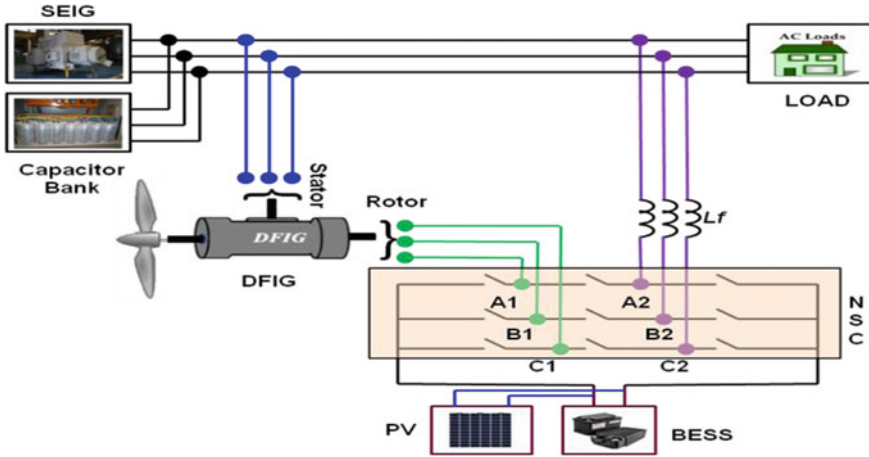 SEIG
AC Loads
LOAD
Capacitor
Bank
Stator
Rotor
DFIG
DFIG
Lf
A1
A2
B1
B2
C1
C2
N
S
C
PV
BESS